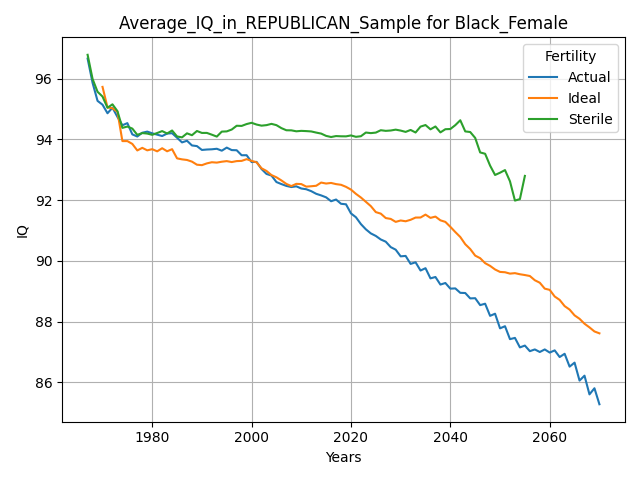 Average_IQ_in_REPUBLICAN_Sample for Black_Female
Fertility
Actual
Ideal
Sterile
IQ
96
94
92
90
88
86
1980
2000
2020
2040
2060
Years